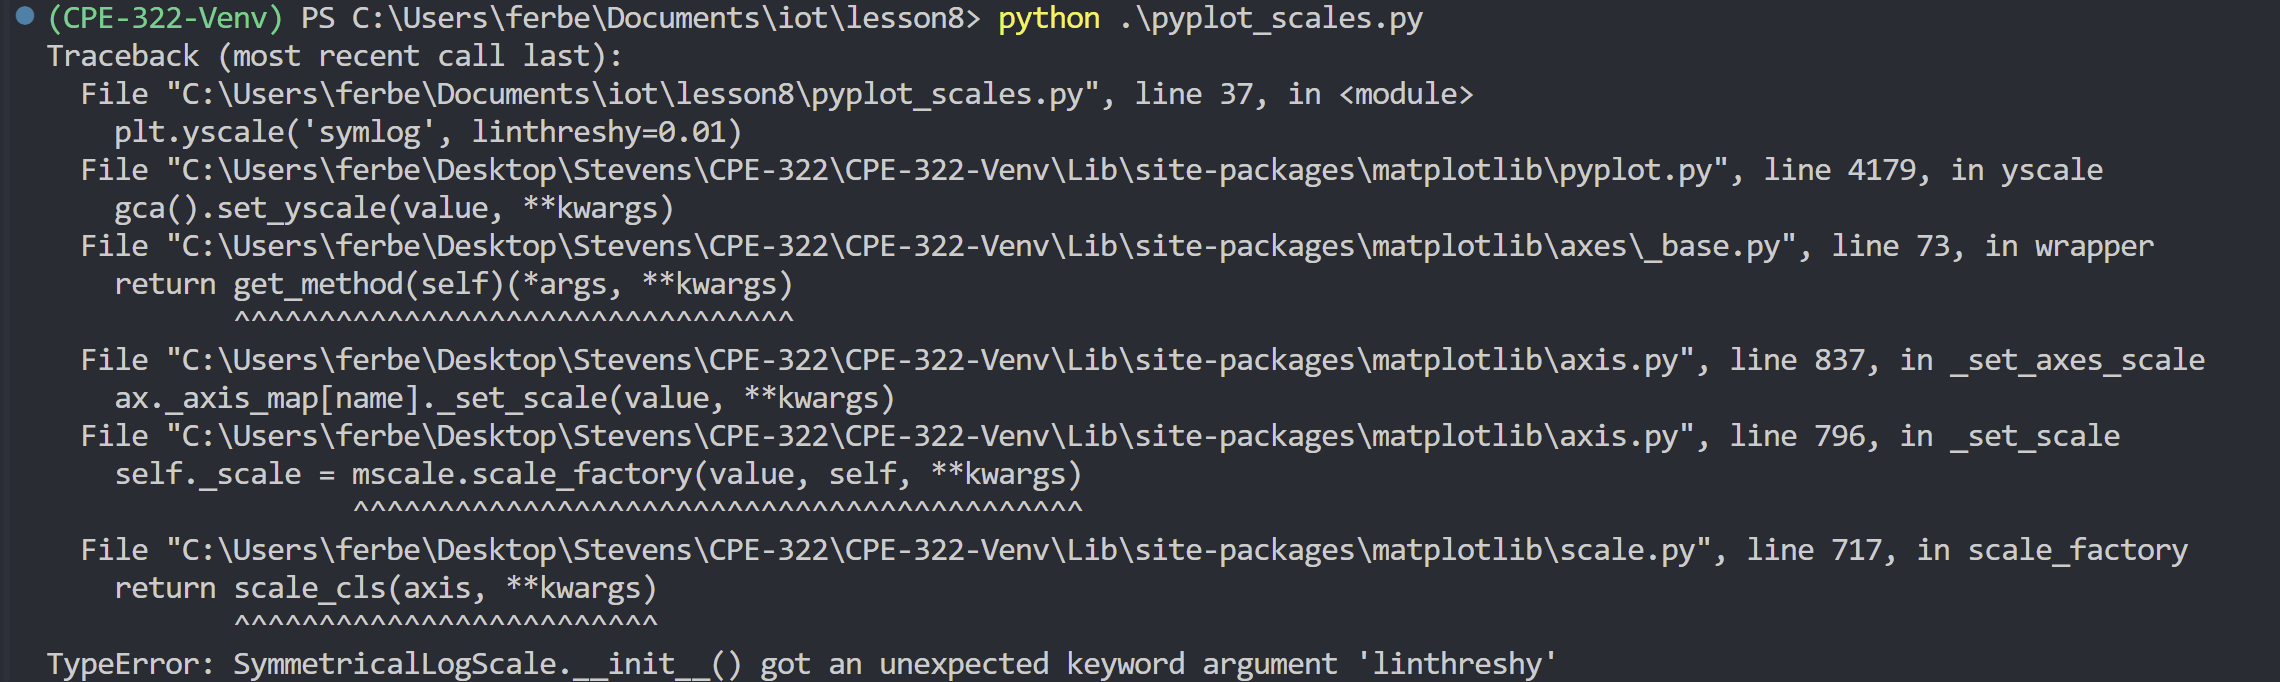 (CPE-322-Venv) PS C:\Users\ferbe\Documents\iot\lesson8> python .\pyplot_scales.py
Traceback (most recent call last):
  File "C:\Users\ferbe\Documents\iot\lesson8\pyplot_scales.py", line 37, in <module>
    plt.yscale('symlog', linthreshy=0.01)
  File "C:\Users\ferbe\Desktop\Stevens\CPE-322\CPE-322-Venv\Lib\site-packages\matplotlib\pyplot.py", line 4179, in yscale
    gca().set_yscale(value, **kwargs)
  File "C:\Users\ferbe\Desktop\Stevens\CPE-322\CPE-322-Venv\Lib\site-packages\matplotlib\axes\_base.py", line 73, in wrapper
    return get_method(self)(*args, **kwargs)
           ^^^^^^^^^^^^^^^^^^^^^^^^^^^^^^^^^
  File "C:\Users\ferbe\Desktop\Stevens\CPE-322\CPE-322-Venv\Lib\site-packages\matplotlib\axis.py", line 837, in _set_axes_scale
    ax._axis_map[name]._set_scale(value, **kwargs)
  File "C:\Users\ferbe\Desktop\Stevens\CPE-322\CPE-322-Venv\Lib\site-packages\matplotlib\axis.py", line 796, in _set_scale
    self._scale = mscale.scale_factory(value, self, **kwargs)
                  ^^^^^^^^^^^^^^^^^^^^^^^^^^^^^^^^^^^^^^^^^^^
  File "C:\Users\ferbe\Desktop\Stevens\CPE-322\CPE-322-Venv\Lib\site-packages\matplotlib\scale.py", line 717, in scale_factory
    return scale_cls(axis, **kwargs)
           ^^^^^^^^^^^^^^^^^^^^^^^^^
TypeError: SymmetricalLogScale.__init__() got an unexpected keyword argument 'linthreshy'